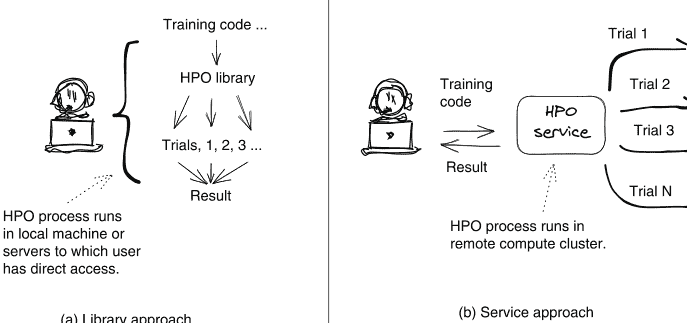 Training code ...
HPO library
Trials, 1, 2, 3 ...
Result
HPO process runs
in local machine or
servers to which user
has direct access.
(a) Library approach
Training
code
Result
HPO
service
Trial 1
Trial 2
Trial 3
Trial N
HPO process runs in
remote compute cluster.
(b) Service approach